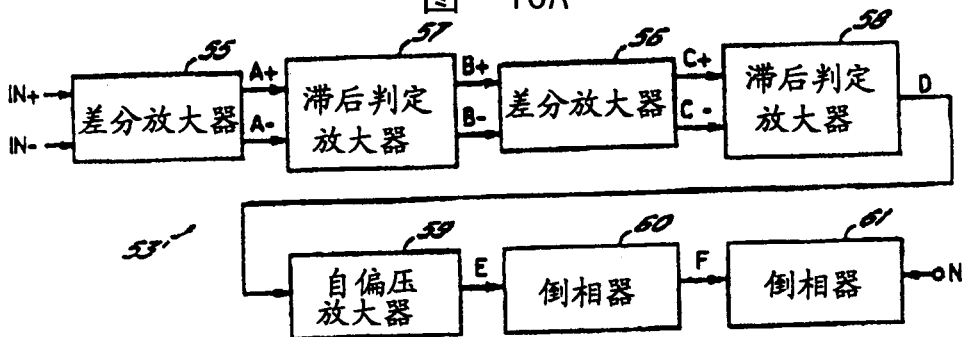 图 10A
55
57
56
58
IN+
IN-
差分放大器
A+
A-
滞后判定
放大器
B+
B-
差分放大器
C+
C-
滞后判定
放大器
D
53
59
60
61
自偏压
放大器
E
倒相器
F
倒相器
N